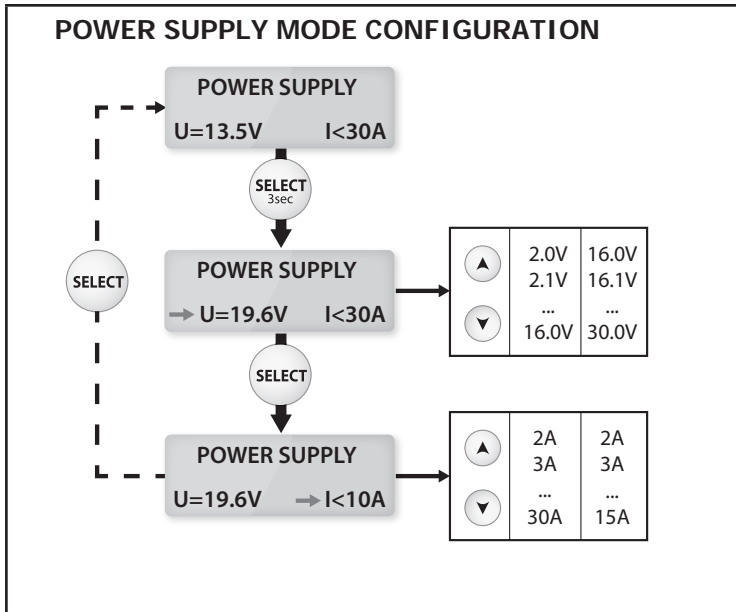 POWER SUPPLY MODE CONFIGURATION
POWER SUPPLY
U=13.5V I<30A
SELECT
3sec
POWER SUPPLY
→ U=19.6V I<30A
2.0V 16.0V
2.1V 16.1V
... ...
16.0V 30.0V
SELECT
SELECT
POWER SUPPLY
U=19.6V → I<10A
2A 2A
3A 3A
... ...
30A 15A